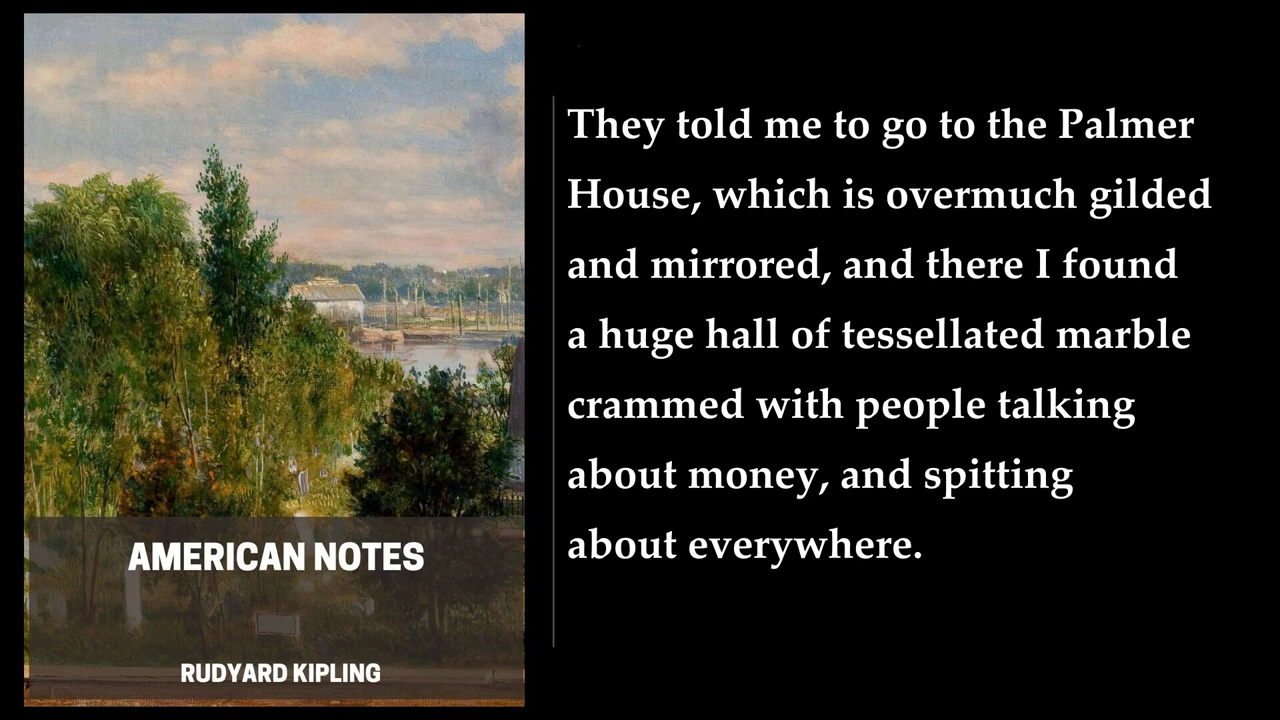 AMERICAN NOTES
RUDYARD KIPLING
They told me to go to the Palmer
House, which is overmuch gilded
and mirrored, and there I found
a huge hall of tessellated marble
crammed with people talking
about money, and spitting
about everywhere.